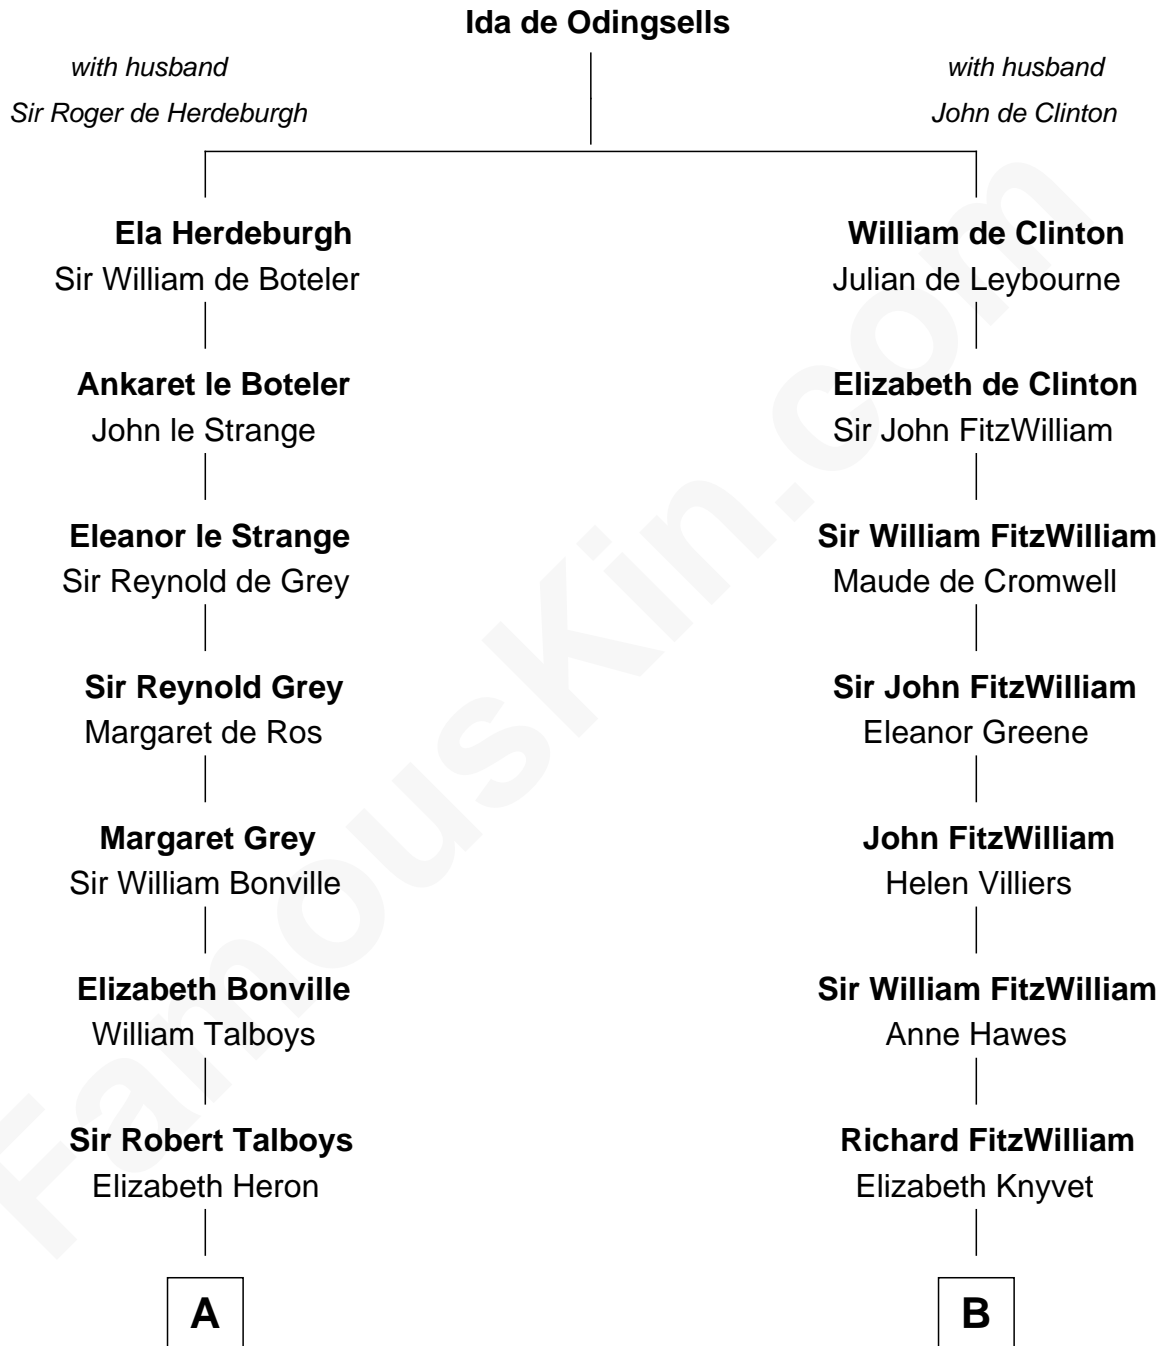 Ida de Odingsells
with husband
Sir Roger de Herdeburgh
with husband
John de Clinton
Ela Herdeburgh
Sir William de Boteler
William de Clinton
Julian de Leybourne
Ankaret le Boteler
John le Strange
Elizabeth de Clinton
Sir John FitzWilliam
Eleanor le Strange
Sir Reynold de Grey
Sir William FitzWilliam
Maude de Cromwell
Sir Reynold Grey
Margaret de Ros
Sir John FitzWilliam
Eleanor Greene
Margaret Grey
Sir William Bonville
John FitzWilliam
Helen Villiers
Elizabeth Bonville
William Talboys
Sir William FitzWilliam
Anne Hawes
Sir Robert Talboys
Elizabeth Heron
Richard FitzWilliam
Elizabeth Knyvet
A
B
FamousKin.com